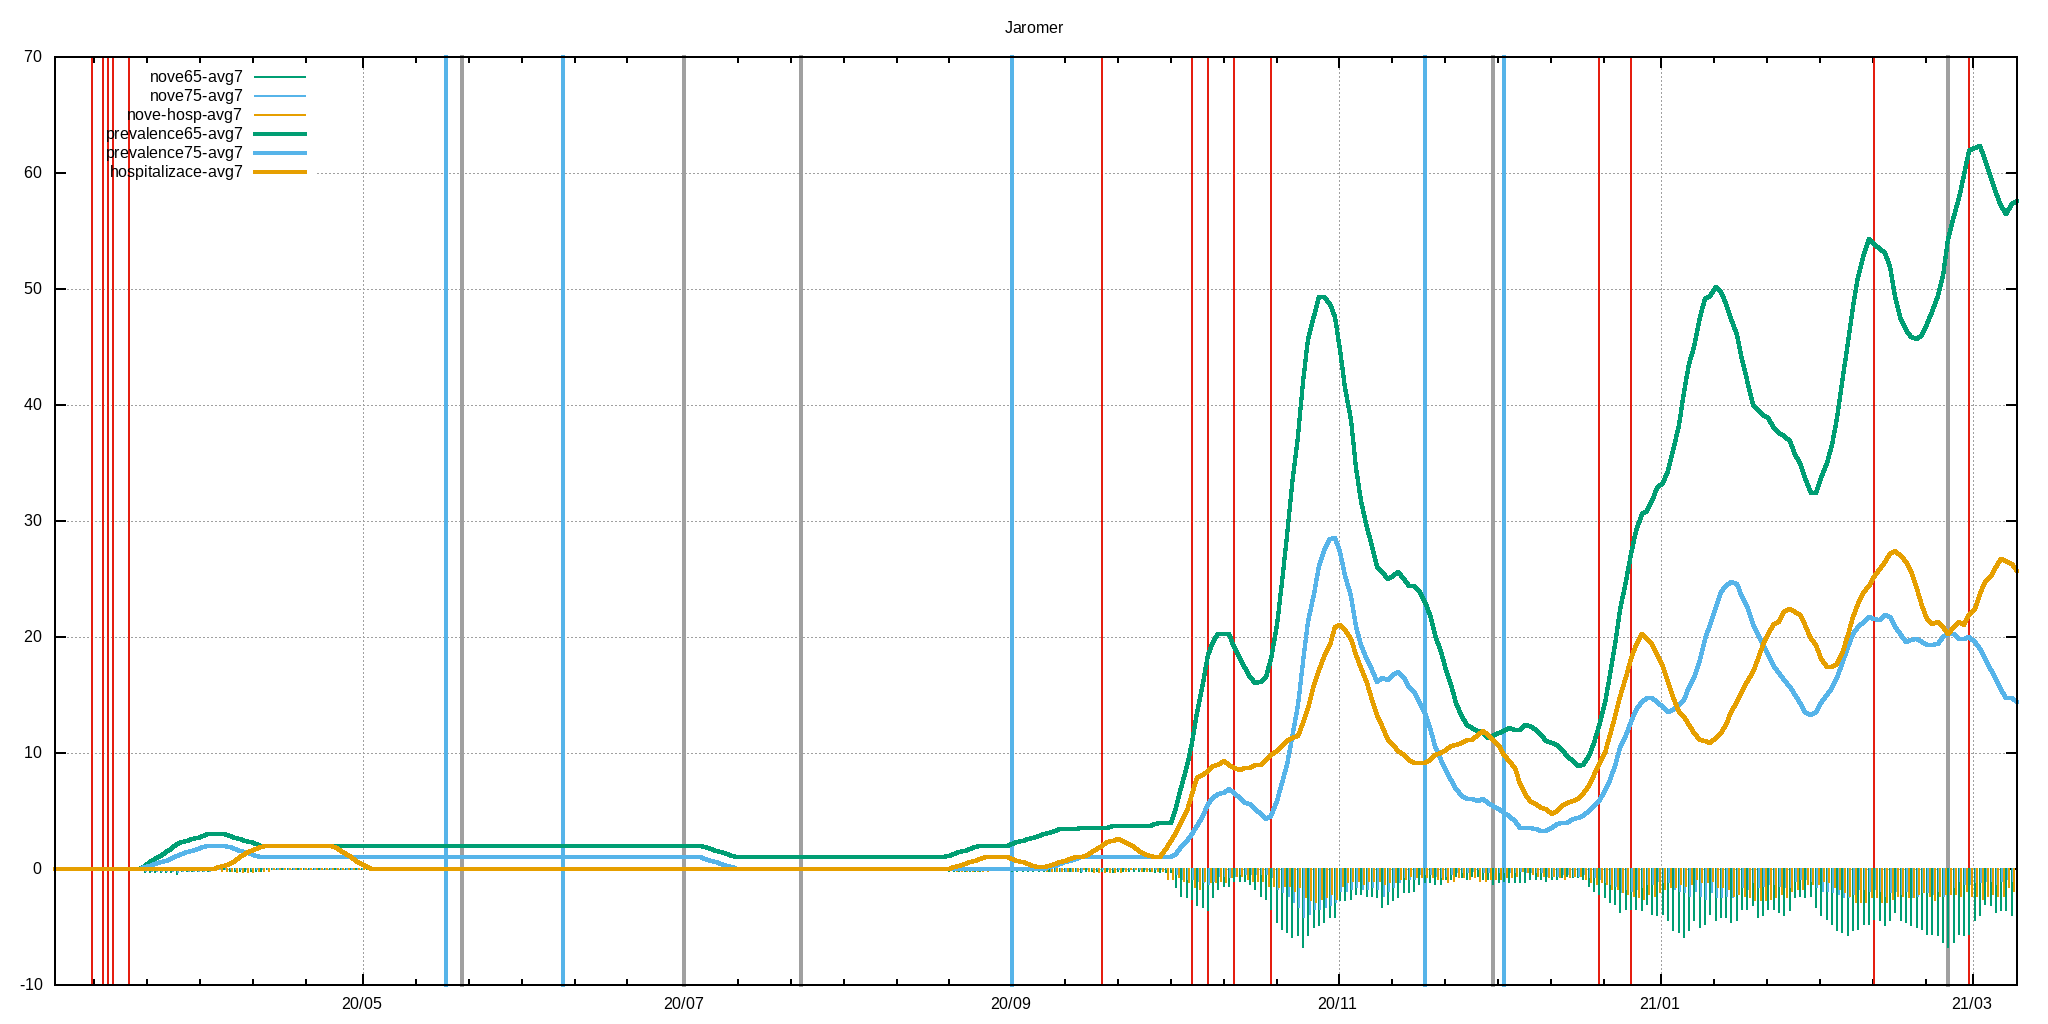 Jaromer
70
60
50
40
30
20
10
0
-10
nove65-avg7
nove75-avg7
nove-hosp-avg7
prevalence65-avg7
prevalence75-avg7
hospitalizace-avg7
20/05 20/07 20/09 20/11 21/01 21/03